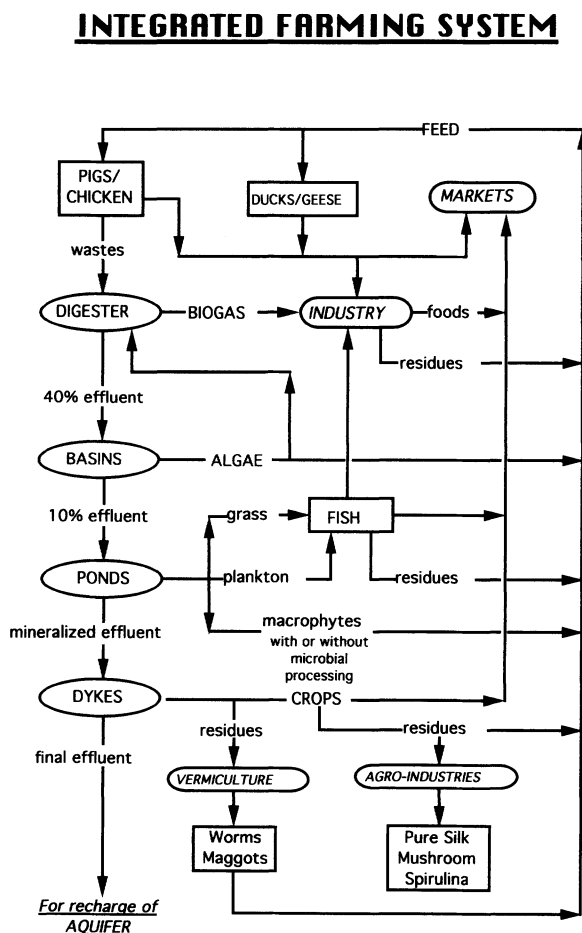 INTEGRATED FARMING SYSTEM
FEED
PIGS/
CHICKEN
DUCKS/GEESE
MARKETS
wastes
DIGESTER
BIOGAS
INDUSTRY
foods
residues
40% effluent
BASINS
ALGAE
10% effluent
grass
FISH
PONDS
plankton
residues
mineralized effluent
macrophytes
with or without
microbial
processing
DYKES
CROPS
residues
residues
final effluent
VERMICULTURE
AGRO-INDUSTRIES
Worms
Maggots
Pure Silk
Mushroom
Spirulina
For recharge of
AQUIFER